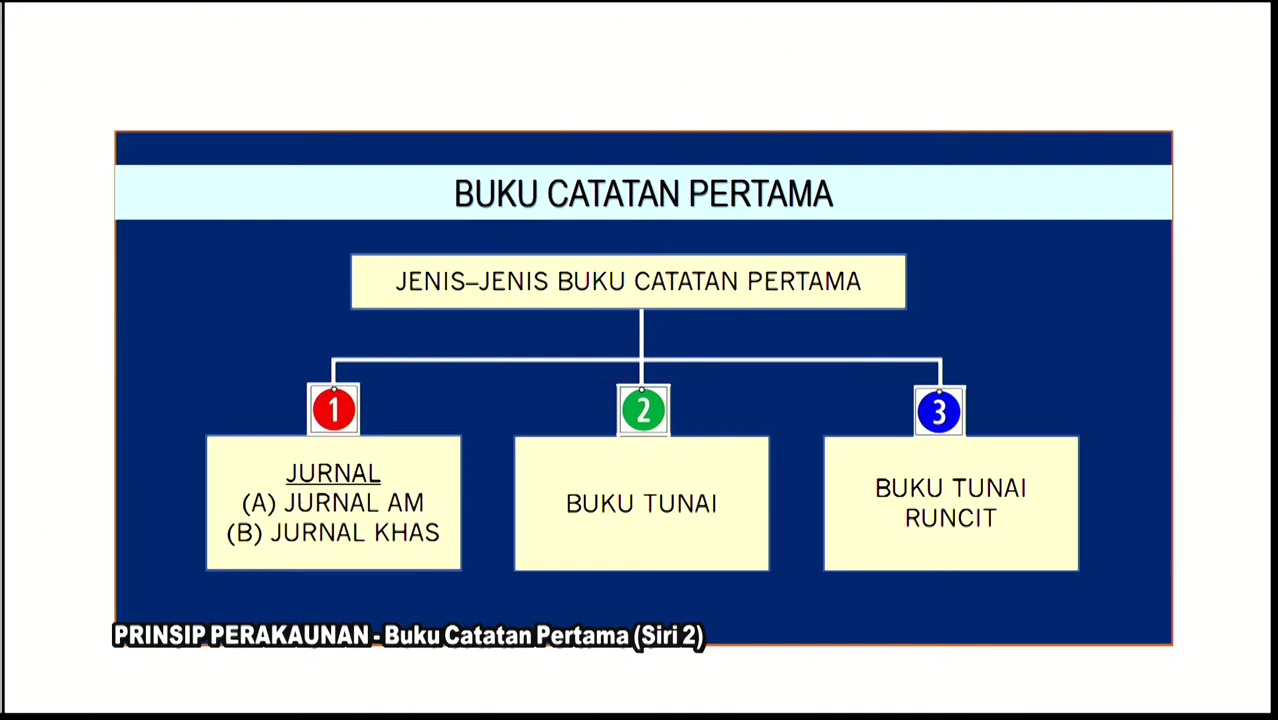 BUKU CATATAN PERTAMA
JENIS–JENIS BUKU CATATAN PERTAMA
1
2
3
JURNAL
(A) JURNAL AM
(B) JURNAL KHAS
BUKU TUNAI
BUKU TUNAI
RUNCIT
PRINSIP PERAKAUNAN - Buku Catatan Pertama (Siri 2)